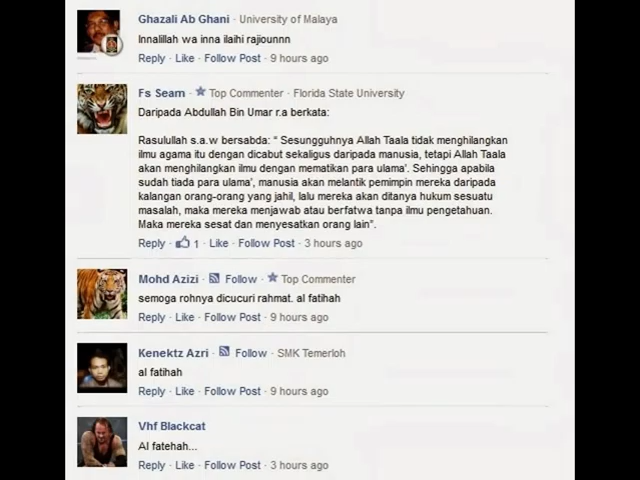 Ghazali Ab Ghani · University of Malaya
Innalillah wa inna ilaihi rajiounnn
Reply · Like · Follow Post · 9 hours ago
Fs Seam · Top Commenter · Florida State University
Daripada Abdullah Bin Umar r.a berkata:
Rasulullah s.a.w bersabda: “ Sesungguhnya Allah Taala tidak menghilangkan
ilmu agama itu dengan dicabut sekaligus daripada manusia, tetapi Allah Taala
akan menghilangkan ilmu dengan mematikan para ulama'. Sehingga apabila
sudah tiada para ulama', manusia akan melantik pemimpin mereka daripada
kalangan orang-orang yang jahil, lalu mereka akan ditanya hukum sesuatu
masalah, maka mereka menjawab atau berfatwa tanpa ilmu pengetahuan.
Maka mereka sesat dan menyesatkan orang lain”.
Reply · 1 · Like · Follow Post · 3 hours ago
Mohd Azizi · Follow · Top Commenter
semoga rohnya dicucuri rahmat. al fatihah
Reply · Like · Follow Post · 9 hours ago
Kenektz Azri · Follow · SMK Temerloh
al fatihah
Reply · Like · Follow Post · 9 hours ago
Vhf Blackcat
Al fatehah...
Reply · Like · Follow Post · 3 hours ago